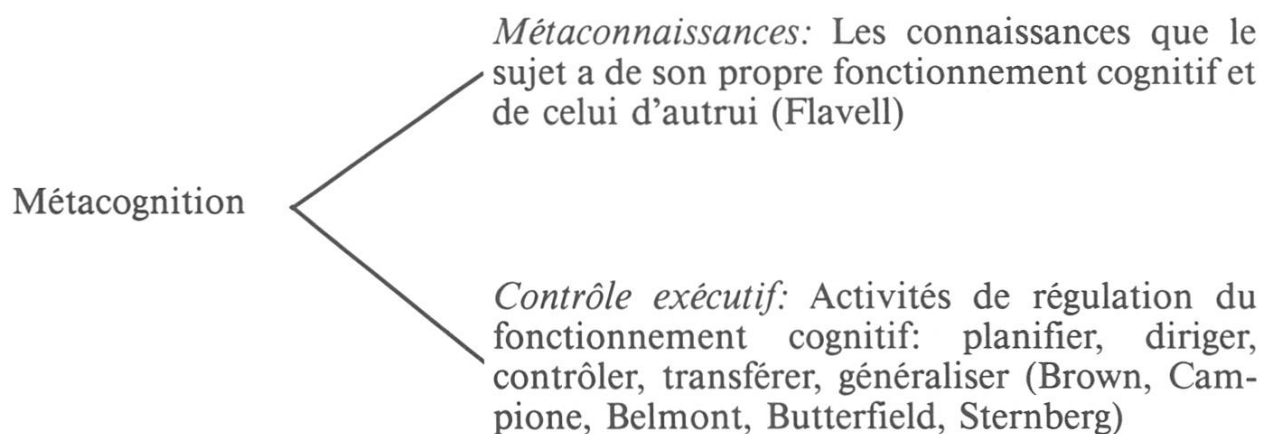 Métaconnaissances: Les connaissances que le
sujet a de son propre fonctionnement cognitif et
de celui d'autrui (Flavell)
Métacognition
Contrôle exécutif: Activités de régulation du
fonctionnement cognitif: planifier, diriger,
contrôler, transférer, généraliser (Brown, Cam-
pione, Belmont, Butterfield, Sternberg)